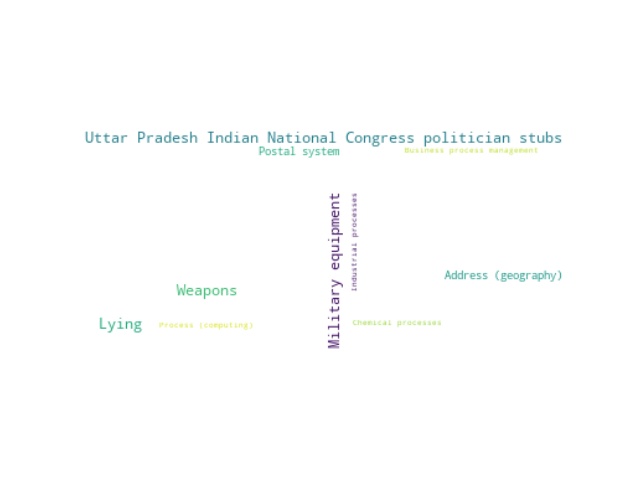 Uttar Pradesh Indian National Congress politician stubs
Postal system
Business process management
Military equipment
Industrial processes
Address (geography)
Weapons
Lying
Process (computing)
Chemical processes